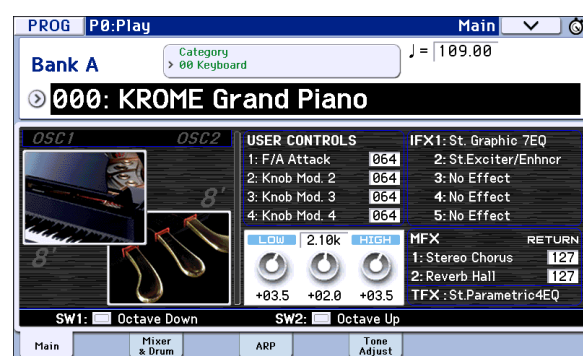 PROG P0:Play Main
Bank A
Category
> 00 Keyboard
♩= 109.00
000: KROME Grand Piano
OSC1 OSC2
8'
8'
USER CONTROLS
1: F/A Attack 064
2: Knob Mod. 2 064
3: Knob Mod. 3 064
4: Knob Mod. 4 064
LOW 2.10k HIGH
+03.5 +02.0 +03.5
IFX1: St. Graphic 7EQ
2: St.Exciter/Enhncr
3: No Effect
4: No Effect
5: No Effect
MFX RETURN
1: Stereo Chorus 127
2: Reverb Hall 127
TFX :St.Parametric4EQ
SW1: Octave Down SW2: Octave Up
Main
Mixer
& Drum
ARP
Tone
Adjust